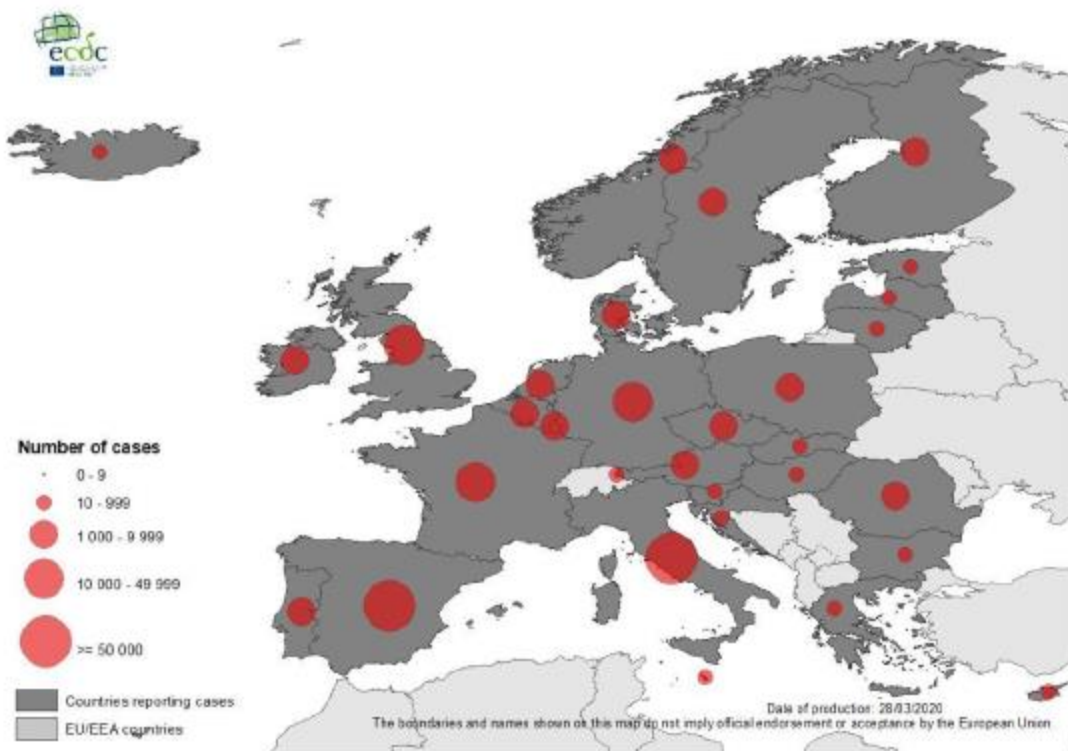 ecdc
Number of cases
0 - 9
10 - 999
1 000 - 9 999
10 000 - 49 999
>= 50 000
Countries reporting cases
EU/EEA countries
Date of production: 28/03/2020
The boundaries and names shown on this map do not imply official endorsement or acceptance by the European Union